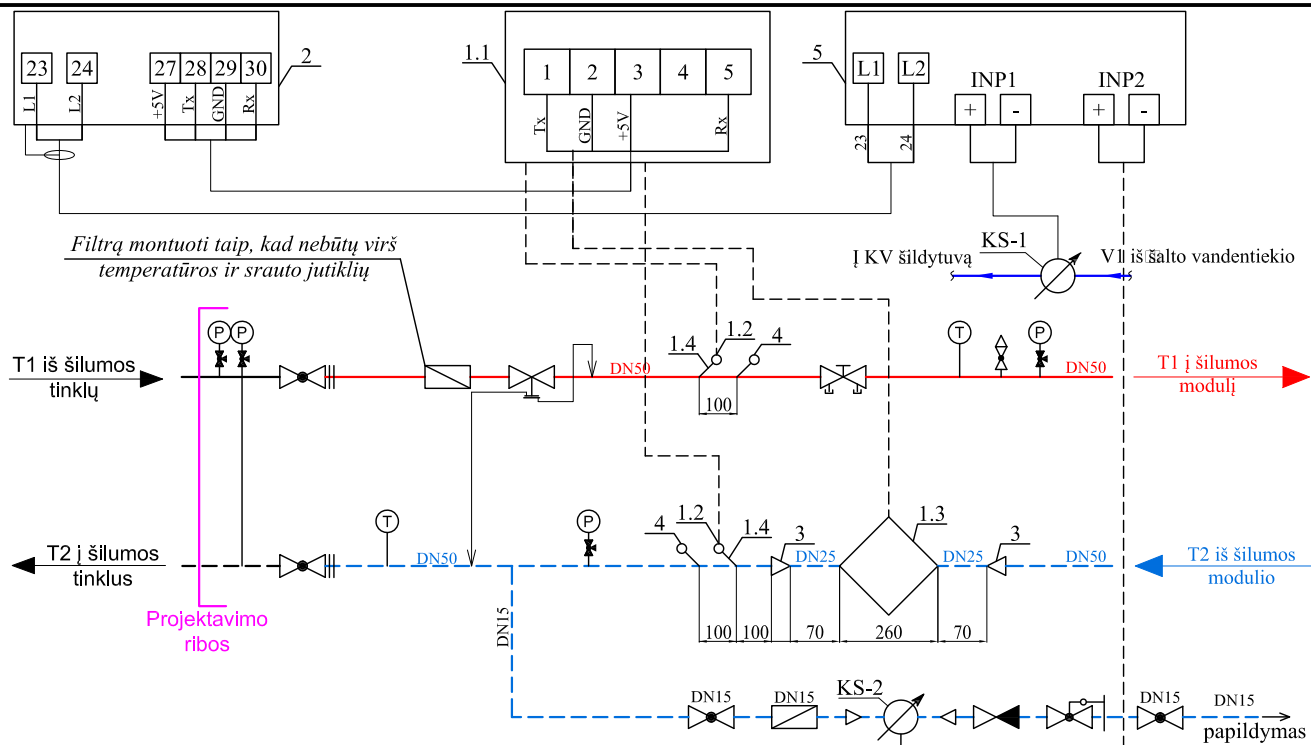 23
24
27
28
29
30
2
L1
L2
+5V
Tx
GND
Rx
1.1
1
2
3
4
5
Tx
GND
+5V
Rx
5
L1
L2
INP1
INP2
+
-
+
-
23
24
Filtrą montuoti taip, kad nebūtų virš
temperatūros ir srauto jutiklių
Į KV šildytuvą
KS-1
V1 iš šalto vandentiekio
P
P
1.4
1.2
4
T
P
T1 iš šilumos
tinklų
DN50
DN50
T1 į šilumos
modulį
100
T
P
4
1.2
1.4
3
1.3
3
T2 į šilumos
tinklus
DN50
DN25
DN25
DN50
T2 iš šilumos
modulio
Projektavimo
ribos
DN15
100
100
70
260
70
DN15
DN15
KS-2
DN15
DN15
papildymas